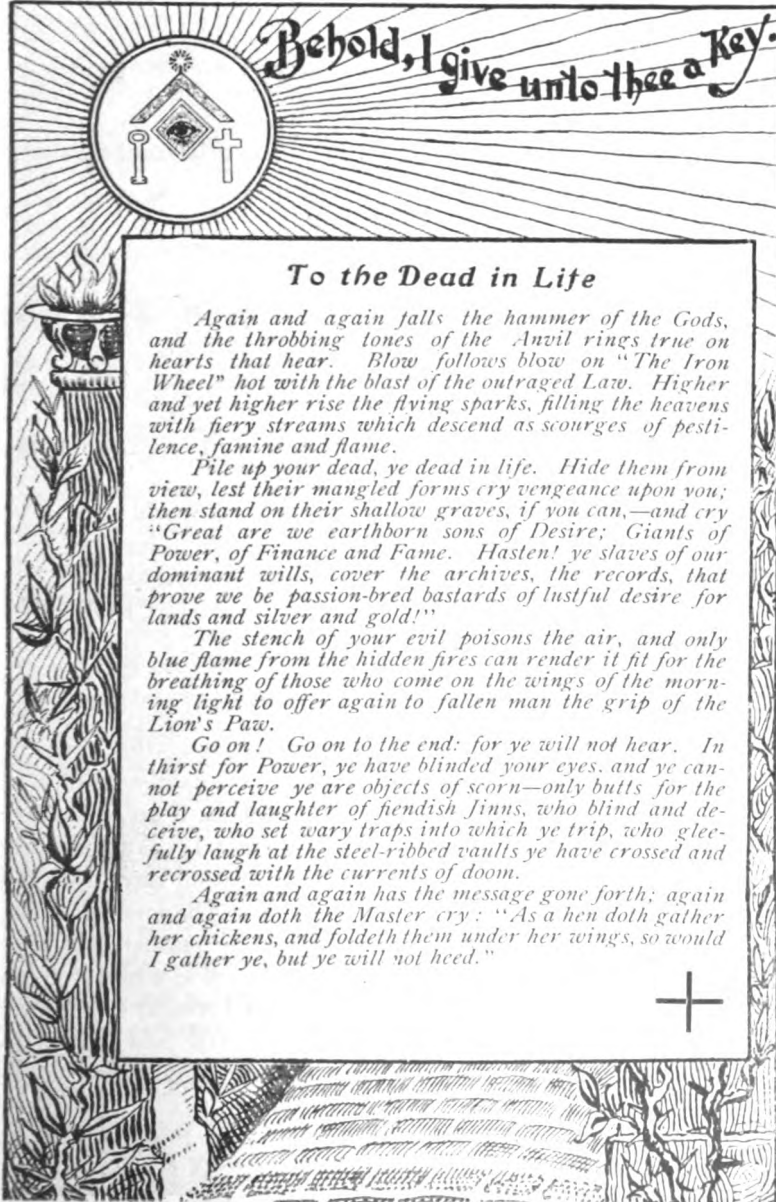 Behold, I give unto thee a Key.
To the Dead in Life
Again and again falls the hammer of the Gods,
and the throbbing tones of the Anvil rings true on
hearts that hear. Blow follows blow on "The Iron
Wheel" hot with the blast of the outraged Law. Higher
and yet higher rise the flying sparks, filling the heavens
with fiery streams which descend as scourges of pesti-
lence, famine and flame.
Pile up your dead, ye dead in life. Hide them from
view, lest their mangled forms cry vengeance upon you;
then stand on their shallow graves, if you can,—and cry
"Great are we earthborn sons of Desire; Giants of
Power, of Finance and Fame. Hasten! ye slaves of our
dominant wills, cover the archives, the records, that
prove we be passion-bred bastards of lustful desire for
lands and silver and gold!"
The stench of your evil poisons the air, and only
blue flame from the hidden fires can render it fit for the
breathing of those who come on the wings of the morn-
ing light to offer again to fallen man the grip of the
Lion's Paw.
Go on! Go on to the end: for ye will not hear. In
thirst for Power, ye have blinded your eyes, and ye can-
not perceive ye are objects of scorn—only butts for the
play and laughter of fiendish Jinns, who blind and de-
ceive, who set wary traps into which ye trip, who glee-
fully laugh at the steel-ribbed vaults ye have crossed and
recrossed with the currents of doom.
Again and again has the message gone forth; again
and again doth the Master cry: "As a hen doth gather
her chickens, and foldeth them under her wings, so would
I gather ye, but ye will not heed."